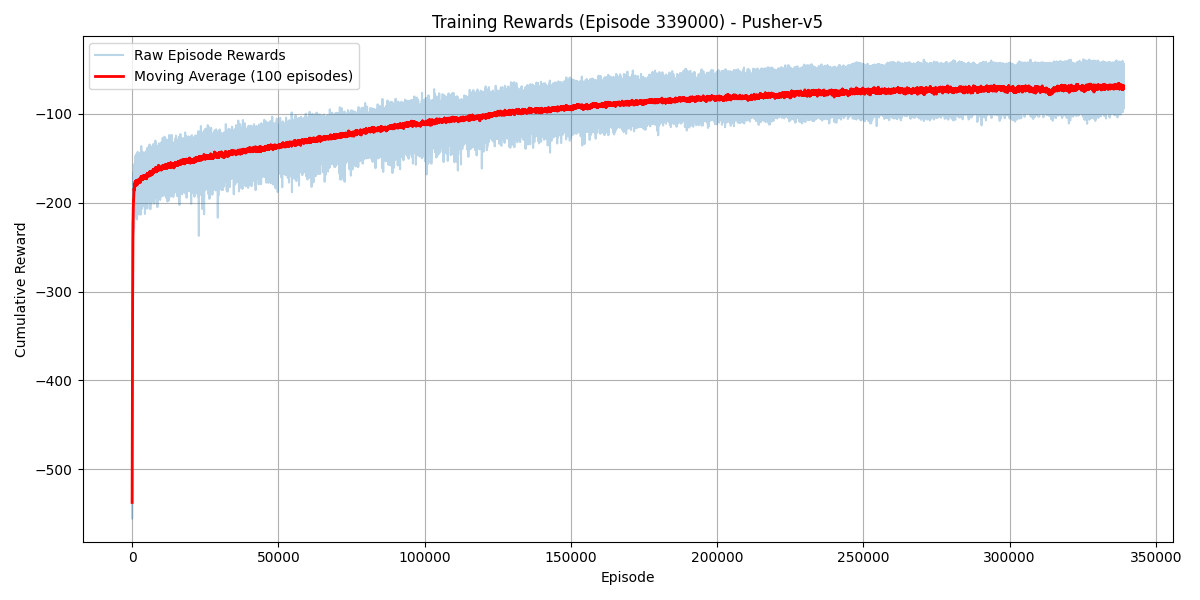 Training Rewards (Episode 339000) - Pusher-v5
Raw Episode Rewards
Moving Average (100 episodes)
Cumulative Reward
−100
−200
−300
−400
−500
0
50000
100000
150000
200000
250000
300000
350000
Episode